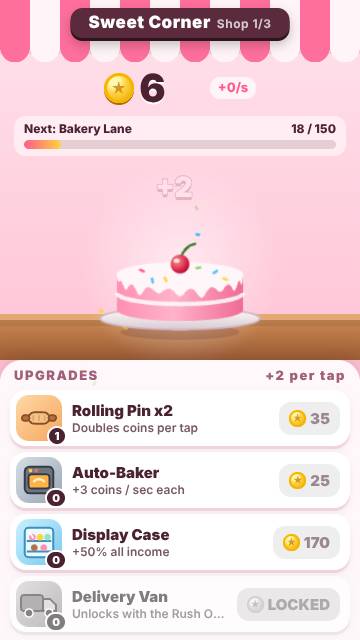 Sweet Corner Shop 1/3
6
+0/s
Next: Bakery Lane 18 / 150
+2
UPGRADES +2 per tap
Rolling Pin x2
Doubles coins per tap
1
35
Auto-Baker
+3 coins / sec each
0
25
Display Case
+50% all income
0
170
Delivery Van
Unlocks with the Rush O...
0
LOCKED